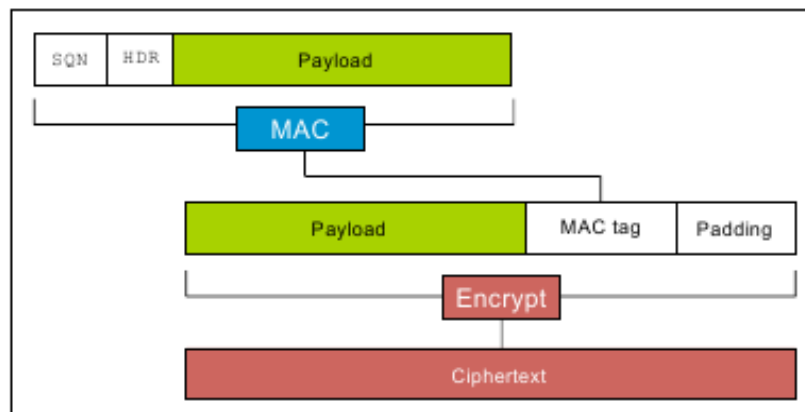 SQN HDR Payload
MAC
Payload MAC tag Padding
Encrypt
Ciphertext